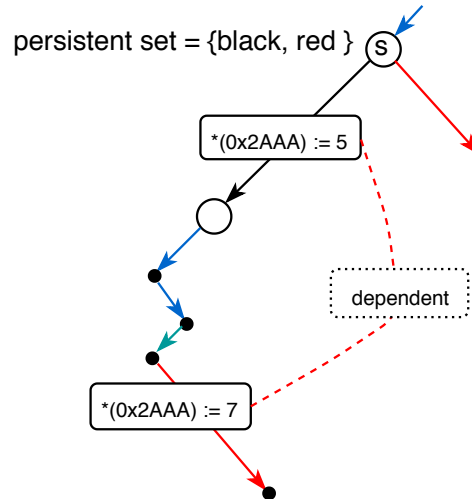 persistent set = {black, red }
S
*(0x2AAA) := 5
dependent
*(0x2AAA) := 7